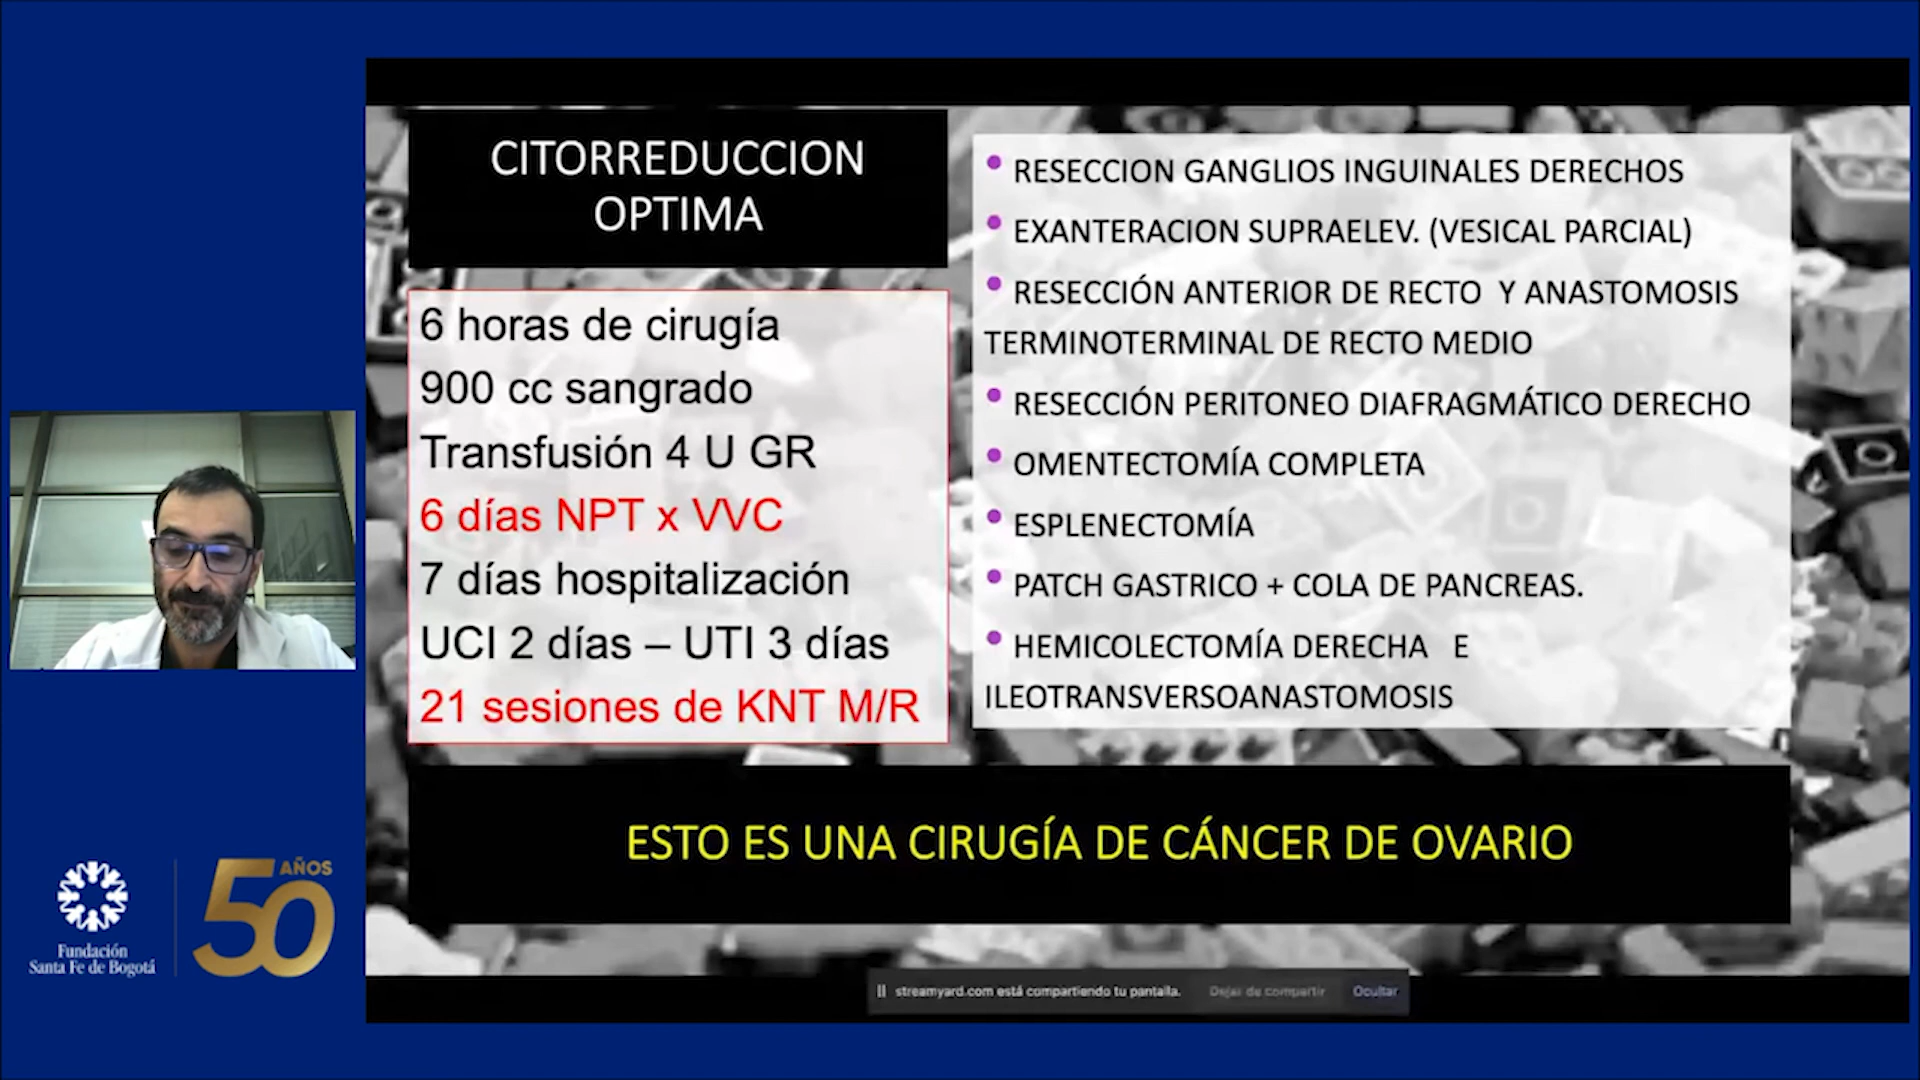 CITORREDUCCION
OPTIMA
6 horas de cirugía
900 cc sangrado
Transfusión 4 U GR
6 días NPT x VVC
7 días hospitalización
UCI 2 días – UTI 3 días
21 sesiones de KNT M/R
• RESECCION GANGLIOS INGUINALES DERECHOS
• EXANTERACION SUPRAELEV. (VESICAL PARCIAL)
• RESECCIÓN ANTERIOR DE RECTO Y ANASTOMOSIS
TERMINOTERMINAL DE RECTO MEDIO
• RESECCIÓN PERITONEO DIAFRAGMÁTICO DERECHO
• OMENTECTOMÍA COMPLETA
• ESPLENECTOMÍA
• PATCH GASTRICO + COLA DE PANCREAS.
• HEMICOLECTOMÍA DERECHA E
ILEOTRANSVERSOANASTOMOSIS
ESTO ES UNA CIRUGÍA DE CÁNCER DE OVARIO
streamyard.com está compartiendo tu pantalla. Dejar de compartir Ocultar
Fundación
Santa Fe de Bogotá
50 AÑOS